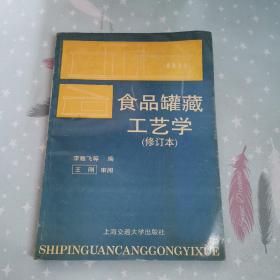 食品罐藏
工艺学
(修订本)
李雅飞等 编
王刚 审阅
上海交通大学出版社
SHIPINGUANCANGGONGYIXUE